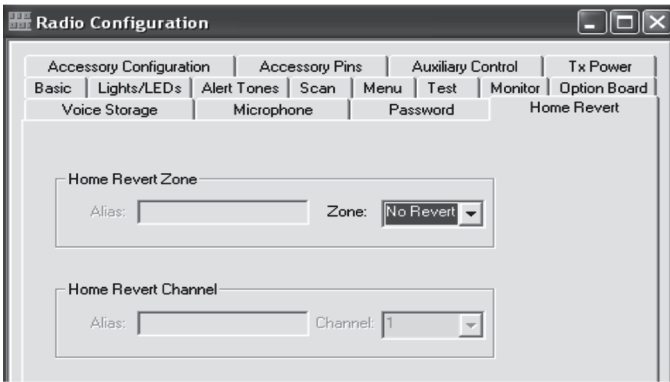 Radio Configuration
Accessory Configuration Accessory Pins Auxiliary Control Tx Power
Basic Lights/LEDs Alert Tones Scan Menu Test Monitor Option Board
Voice Storage Microphone Password Home Revert
Home Revert Zone
Alias: Zone: No Revert
Home Revert Channel
Alias: Channel: 1